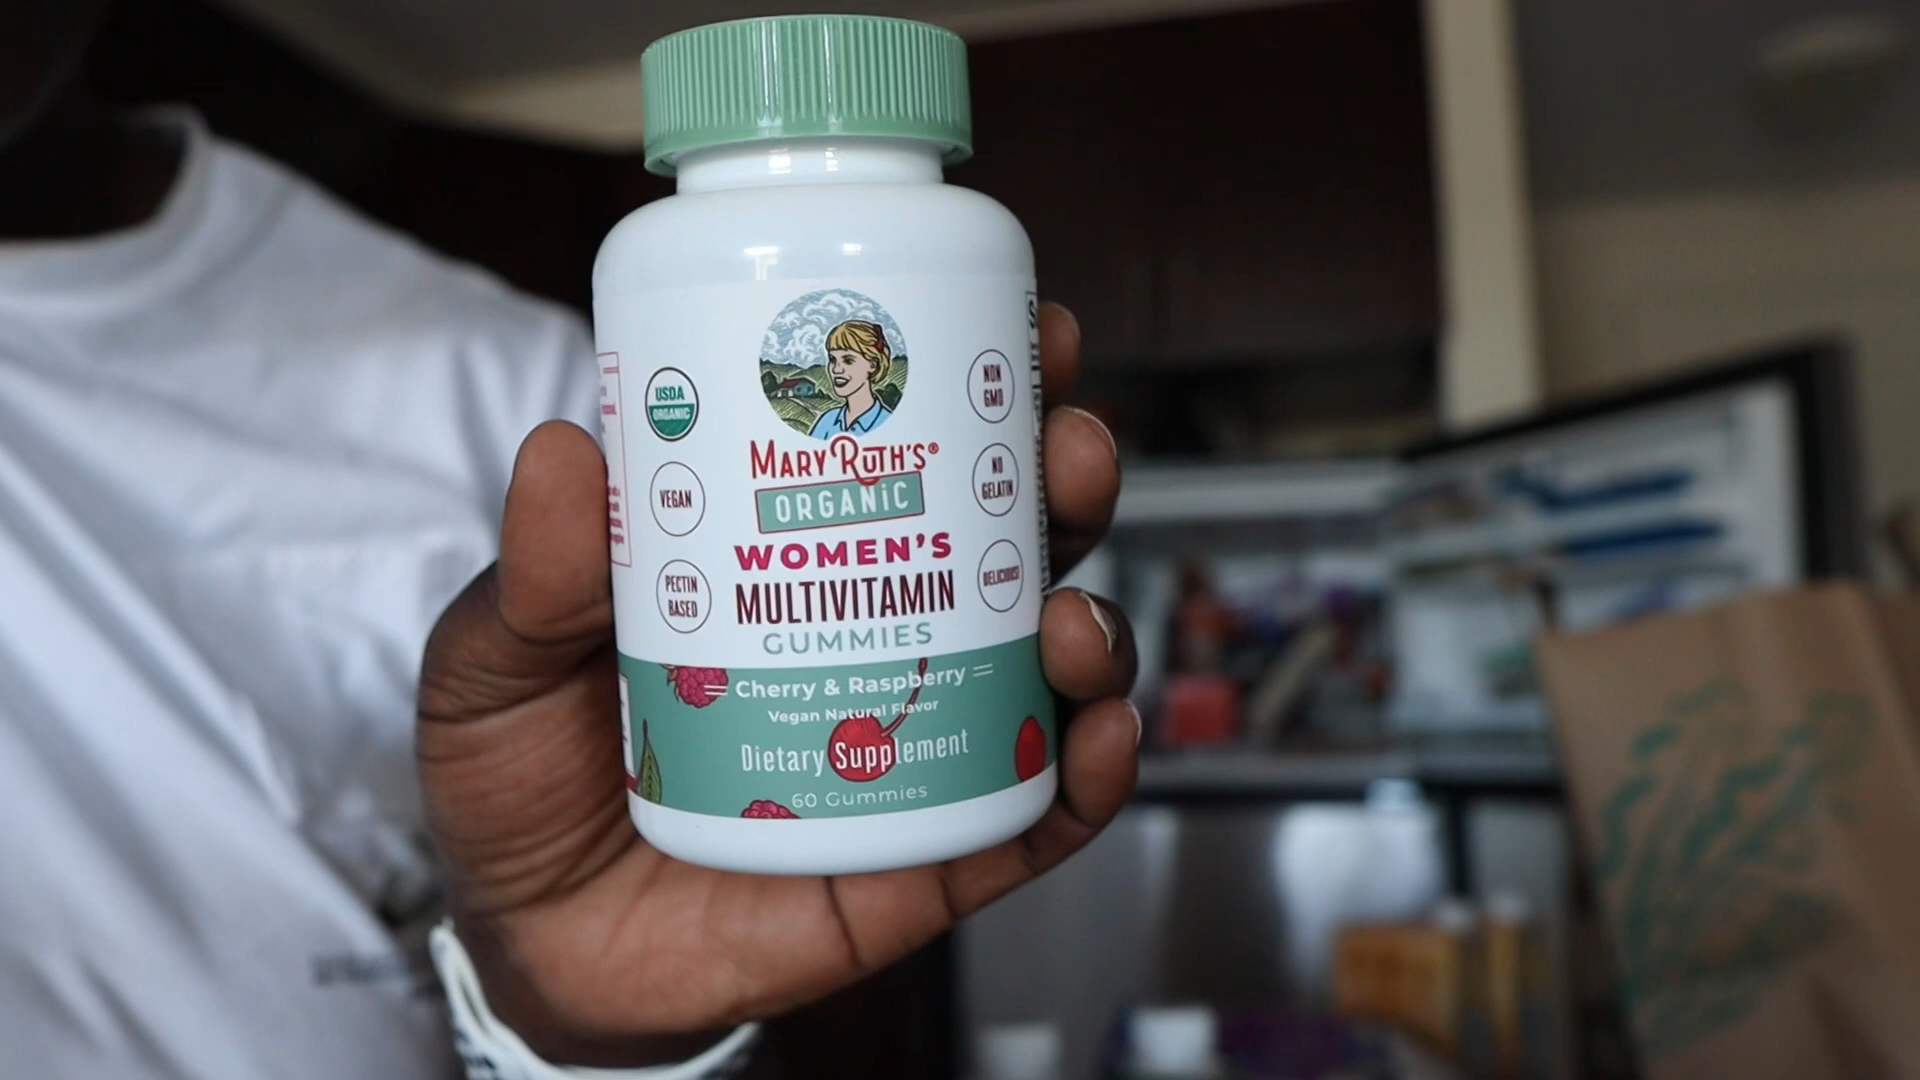 USDA
ORGANIC
VEGAN
PECTIN
BASED
MARY RUTH'S®
ORGANiC
WOMEN'S
MULTIVITAMIN
GUMMIES
NON
GMO
NO
GELATIN
DELICIOUS!
Cherry & Raspberry
Vegan Natural Flavor
Dietary Supplement
60 Gummies